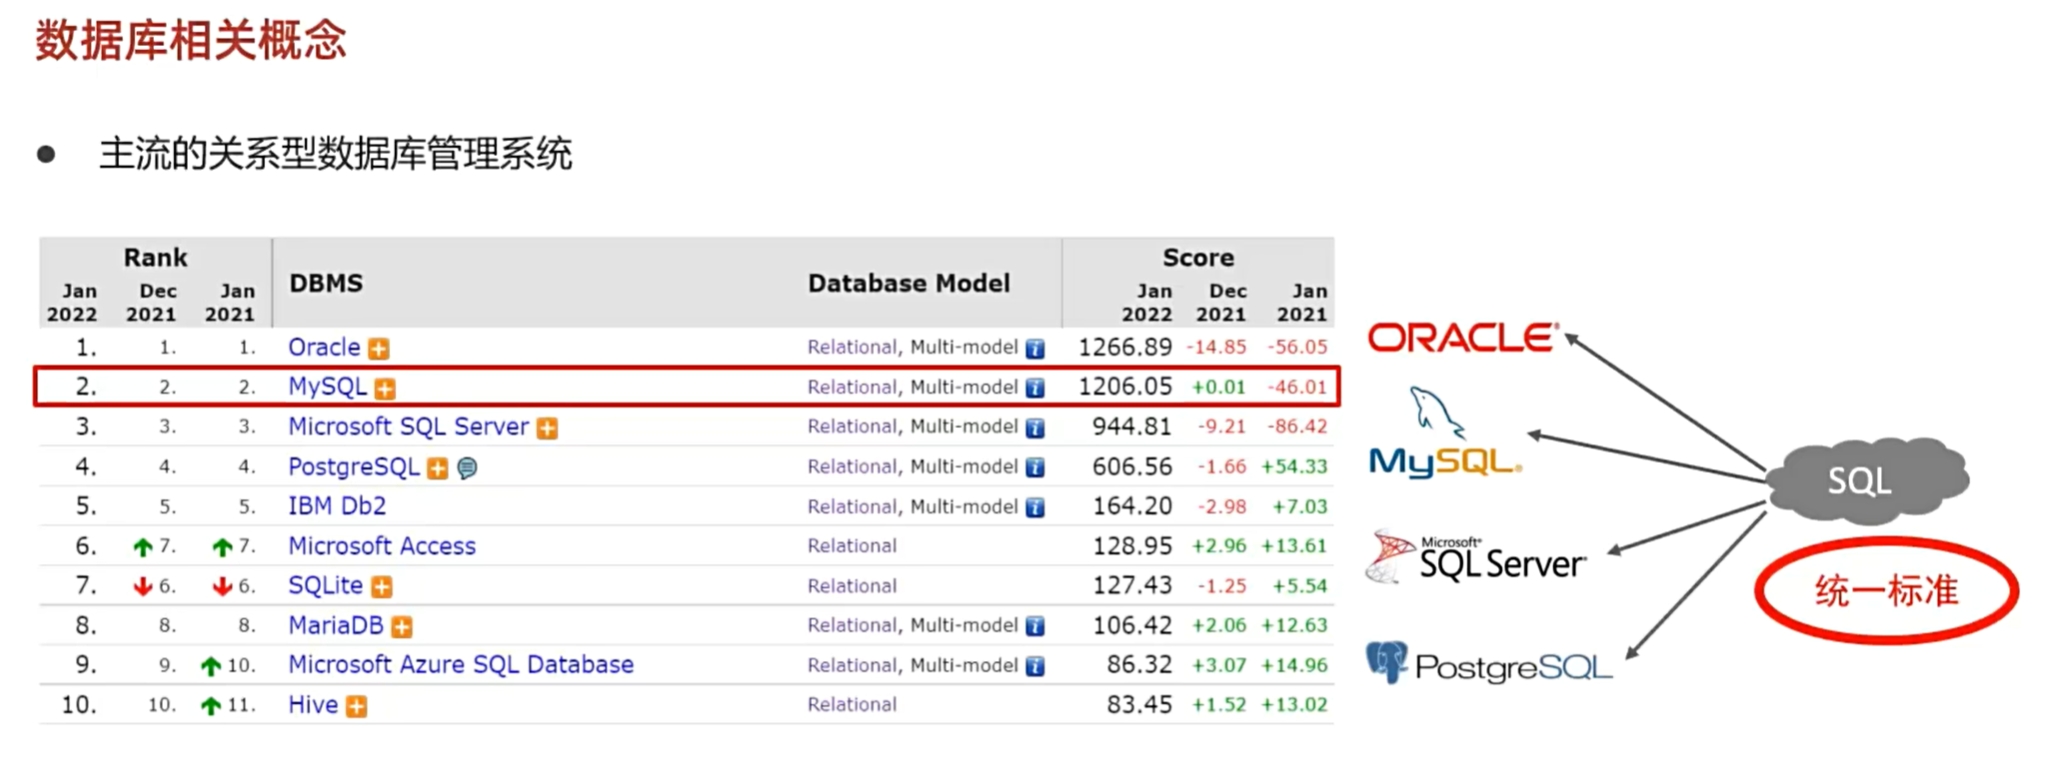 数据库相关概念
● 主流的关系型数据库管理系统
Rank DBMS Database Model Score
Jan 2022 Dec 2021 Jan 2021 Jan 2022 Dec 2021 Jan 2021
1. 1. 1. Oracle Relational, Multi-model 1266.89 -14.85 -56.05
2. 2. 2. MySQL Relational, Multi-model 1206.05 +0.01 -46.01
3. 3. 3. Microsoft SQL Server Relational, Multi-model 944.81 -9.21 -86.42
4. 4. 4. PostgreSQL Relational, Multi-model 606.56 -1.66 +54.33
5. 5. 5. IBM Db2 Relational, Multi-model 164.20 -2.98 +7.03
6. 7. 7. Microsoft Access Relational 128.95 +2.96 +13.61
7. 6. 6. SQLite Relational 127.43 -1.25 +5.54
8. 8. 8. MariaDB Relational, Multi-model 106.42 +2.06 +12.63
9. 9. 10. Microsoft Azure SQL Database Relational, Multi-model 86.32 +3.07 +14.96
10. 10. 11. Hive Relational 83.45 +1.52 +13.02
ORACLE
MySQL
Microsoft SQL Server
PostgreSQL
SQL
统一标准